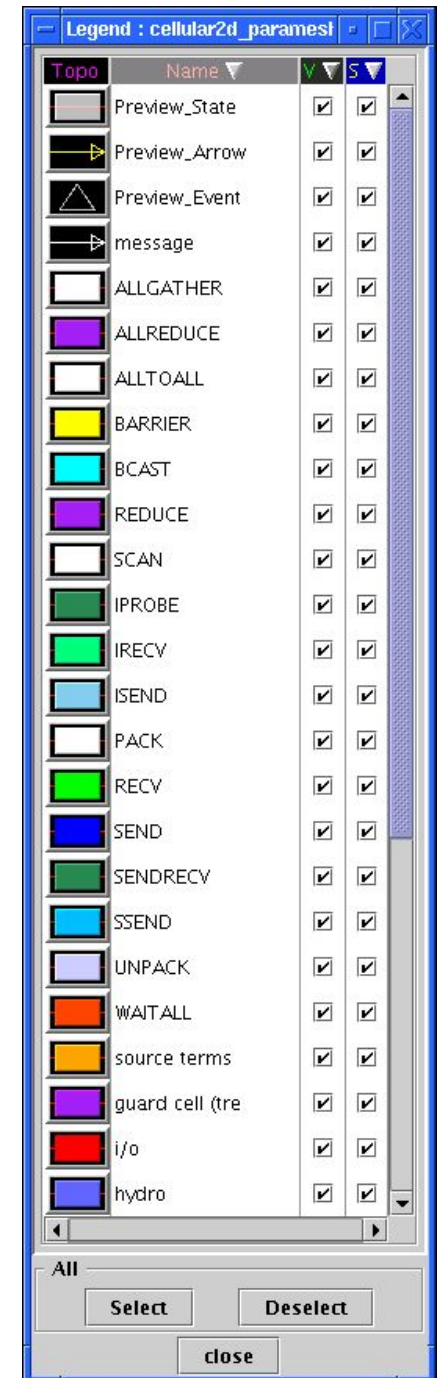 Legend : cellular2d_paramesh
Topo Name V S
Preview_State
Preview_Arrow
Preview_Event
message
ALLGATHER
ALLREDUCE
ALLTOALL
BARRIER
BCAST
REDUCE
SCAN
IPROBE
IRECV
ISEND
PACK
RECV
SEND
SENDRECV
SSEND
UNPACK
WAITALL
source terms
guard cell (tre
i/o
hydro
All
Select Deselect
close